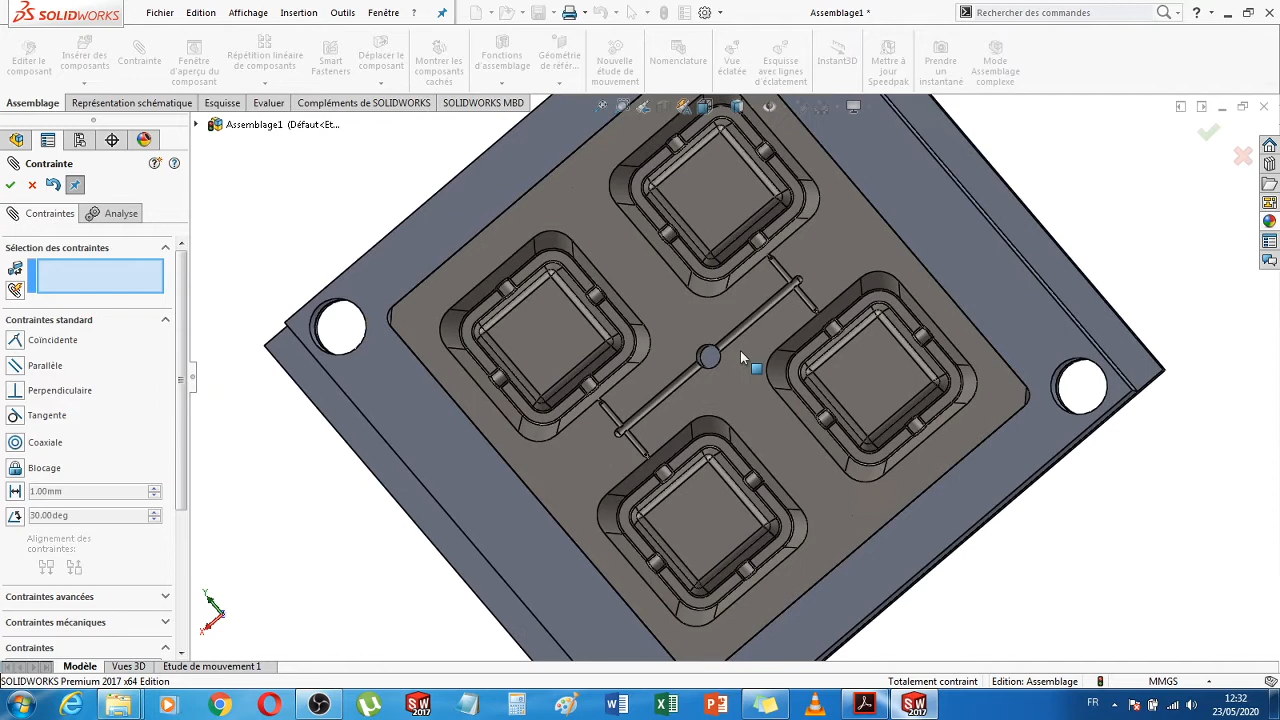 SOLIDWORKS
Fichier Edition Affichage Insertion Outils Fenêtre ?
Assemblage1 *
Rechercher des commandes
Editer le composant
Insérer des composants
Contrainte
Fenêtre d'aperçu du composant
Répétition linéaire de composants
Smart Fasteners
Déplacer le composant
Montrer les composants cachés
Fonctions d'assemblage
Géométrie de référ...
Nouvelle étude de mouvement
Nomenclature
Vue éclatée
Esquisse avec lignes d'éclatement
Instant3D
Mettre à jour Speedpak
Prendre un instantané
Mode Assemblage complexe
Assemblage Représentation schématique Esquisse Evaluer Compléments de SOLIDWORKS SOLIDWORKS MBD
Assemblage1 (Défaut<Et...
Contrainte
Contraintes Analyse
Sélection des contraintes
Contraintes standard
Coïncidente
Parallèle
Perpendiculaire
Tangente
Coaxiale
Blocage
1.00mm
30.00deg
Alignement des
contraintes:
Contraintes avancées
Contraintes mécaniques
Contraintes
Y
X
Modèle Vues 3D Etude de mouvement 1
SOLIDWORKS Premium 2017 x64 Edition
Totalement contraint Edition: Assemblage MMGS
FR
12:32
23/05/2020